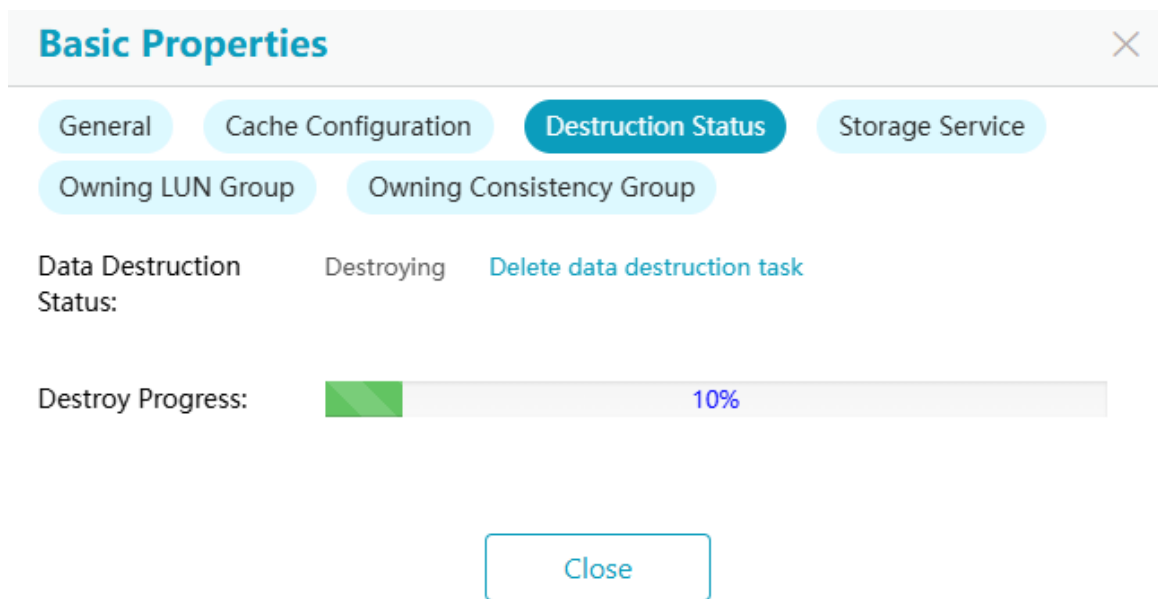 Basic Properties
General Cache Configuration Destruction Status Storage Service
Owning LUN Group Owning Consistency Group
Data Destruction Status: Destroying Delete data destruction task
Destroy Progress: 10%
Close